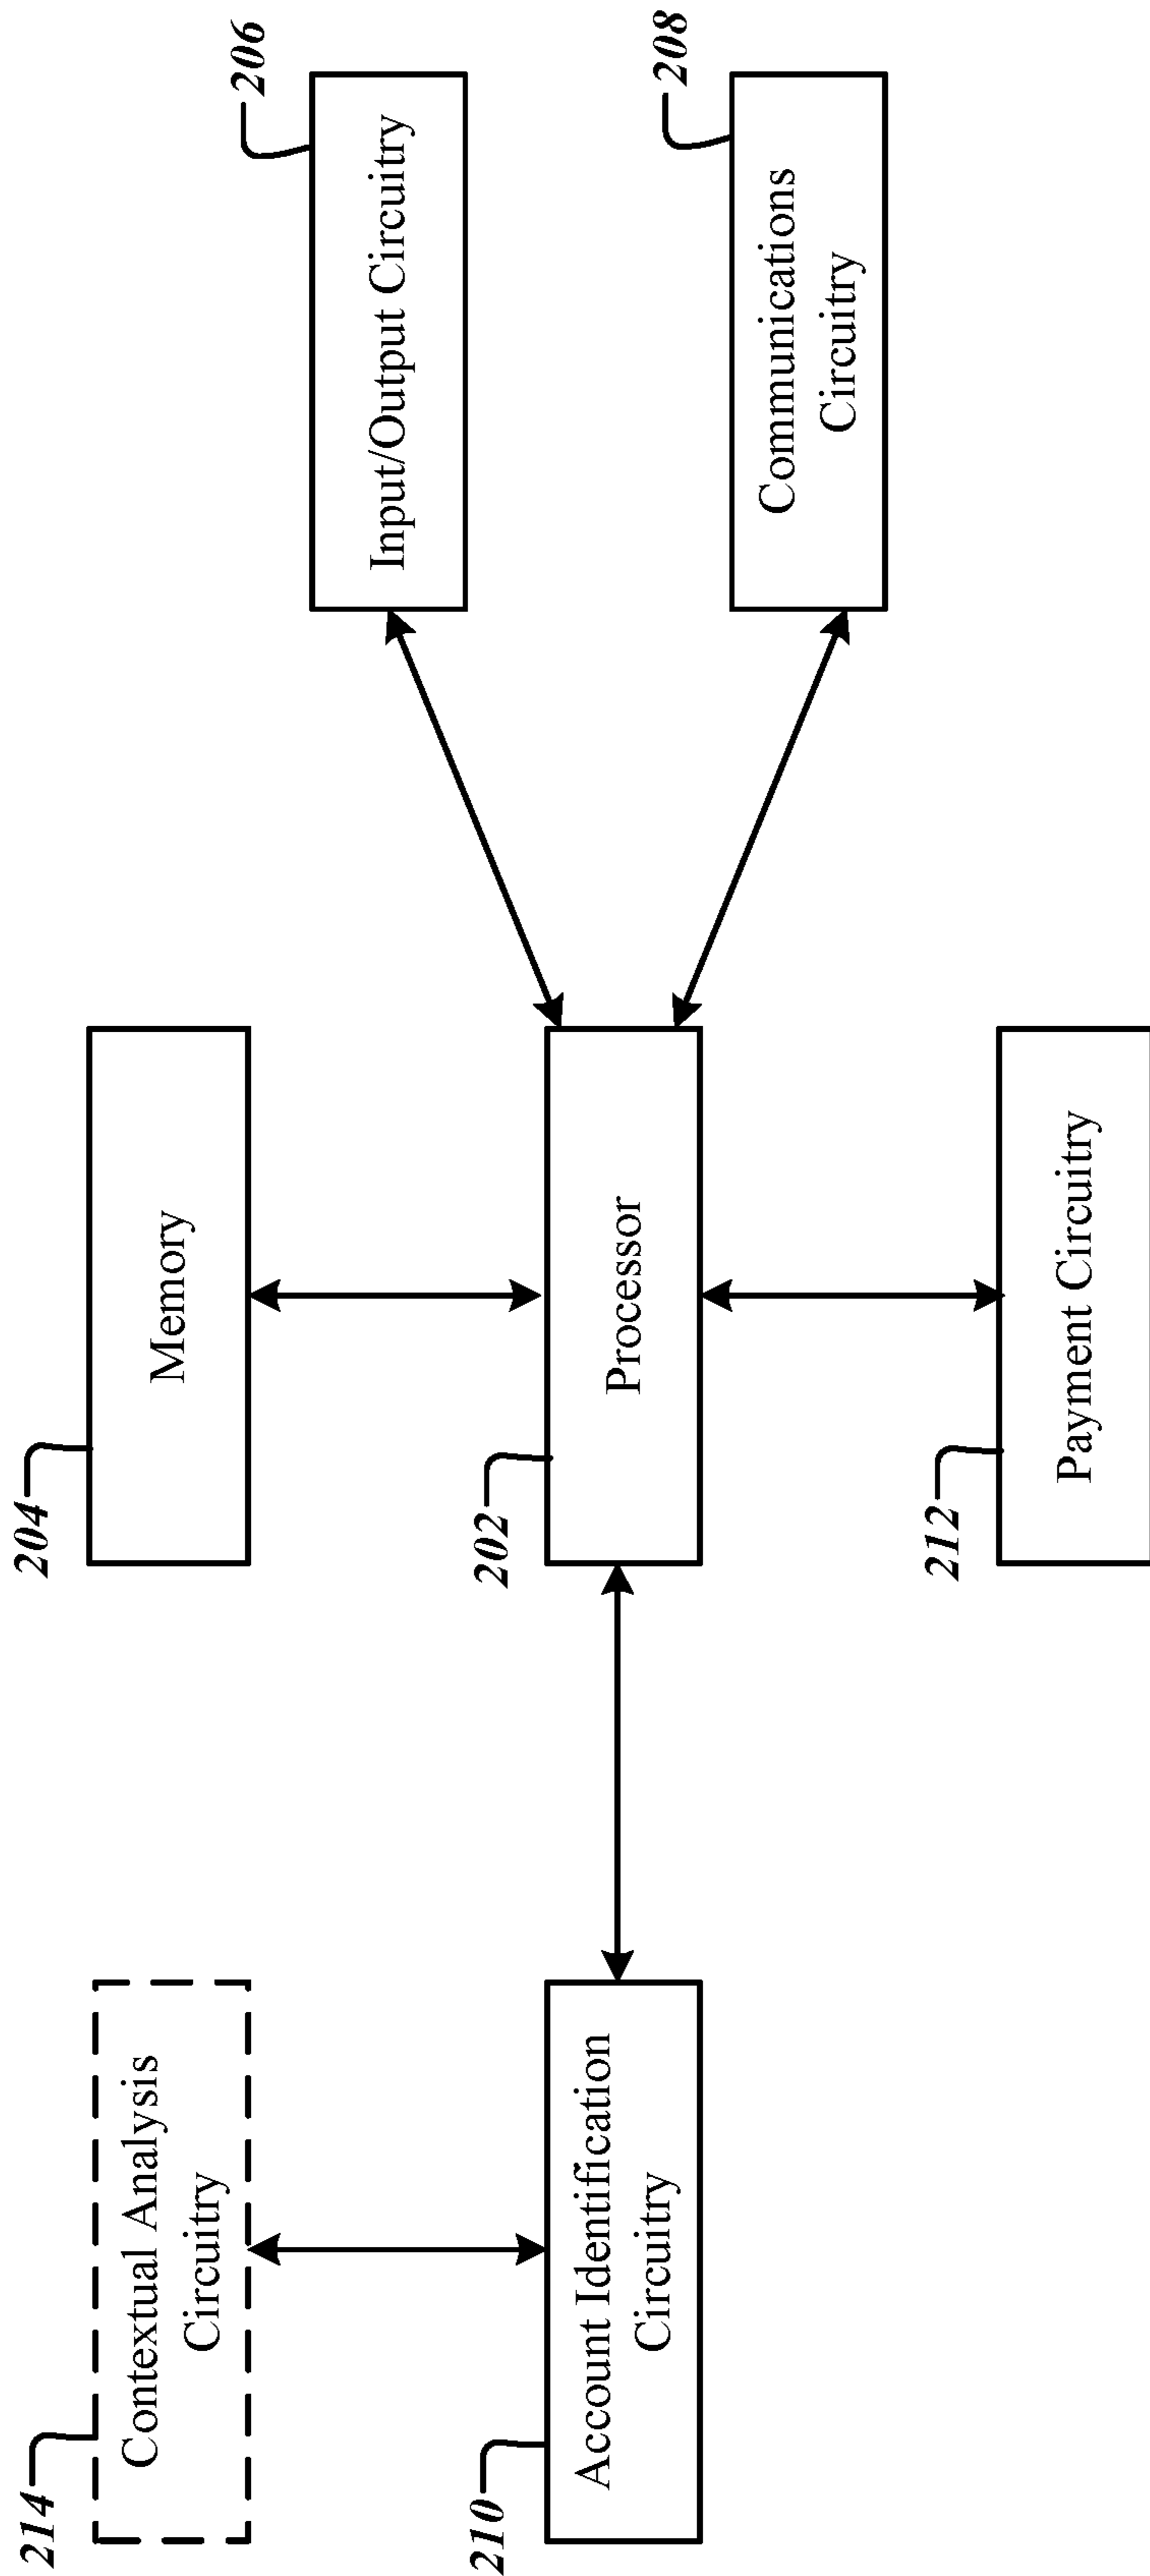 204
Memory
206
Input/Output Circuitry
214
Contextual Analysis
Circuitry
202
Processor
210
Account Identification
Circuitry
208
Communications
Circuitry
212
Payment Circuitry